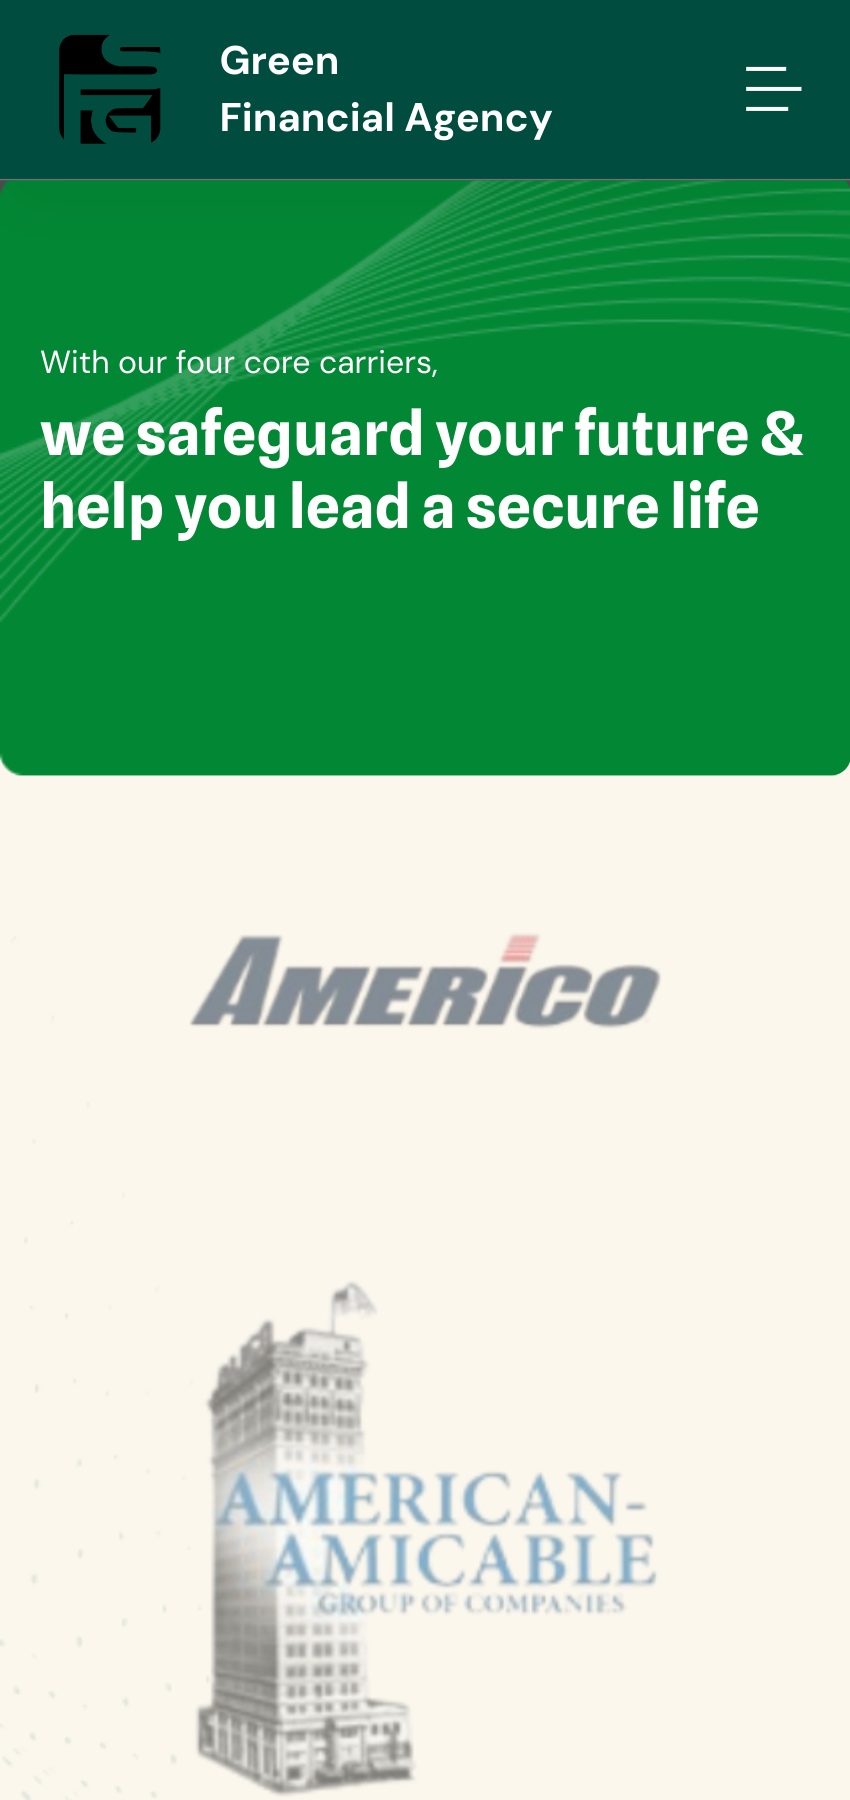 Green
Financial Agency
With our four core carriers,
we safeguard your future &
help you lead a secure life
AMERICO
AMERICAN-
AMICABLE
GROUP OF COMPANIES